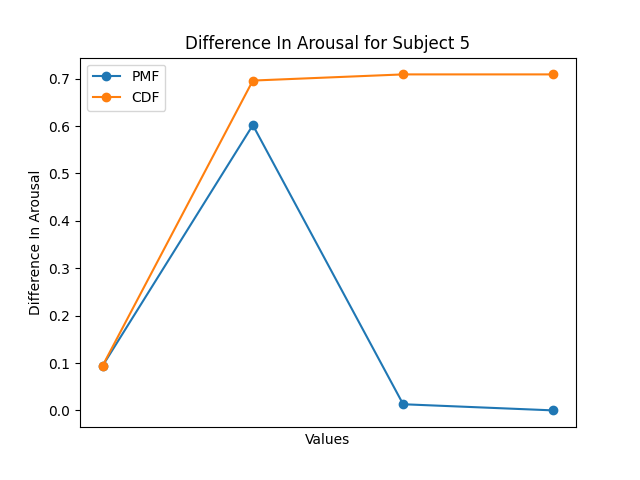 Difference In Arousal for Subject 5
PMF
CDF
0.7
0.6
0.5
0.4
0.3
0.2
0.1
0.0
Difference In Arousal
Values